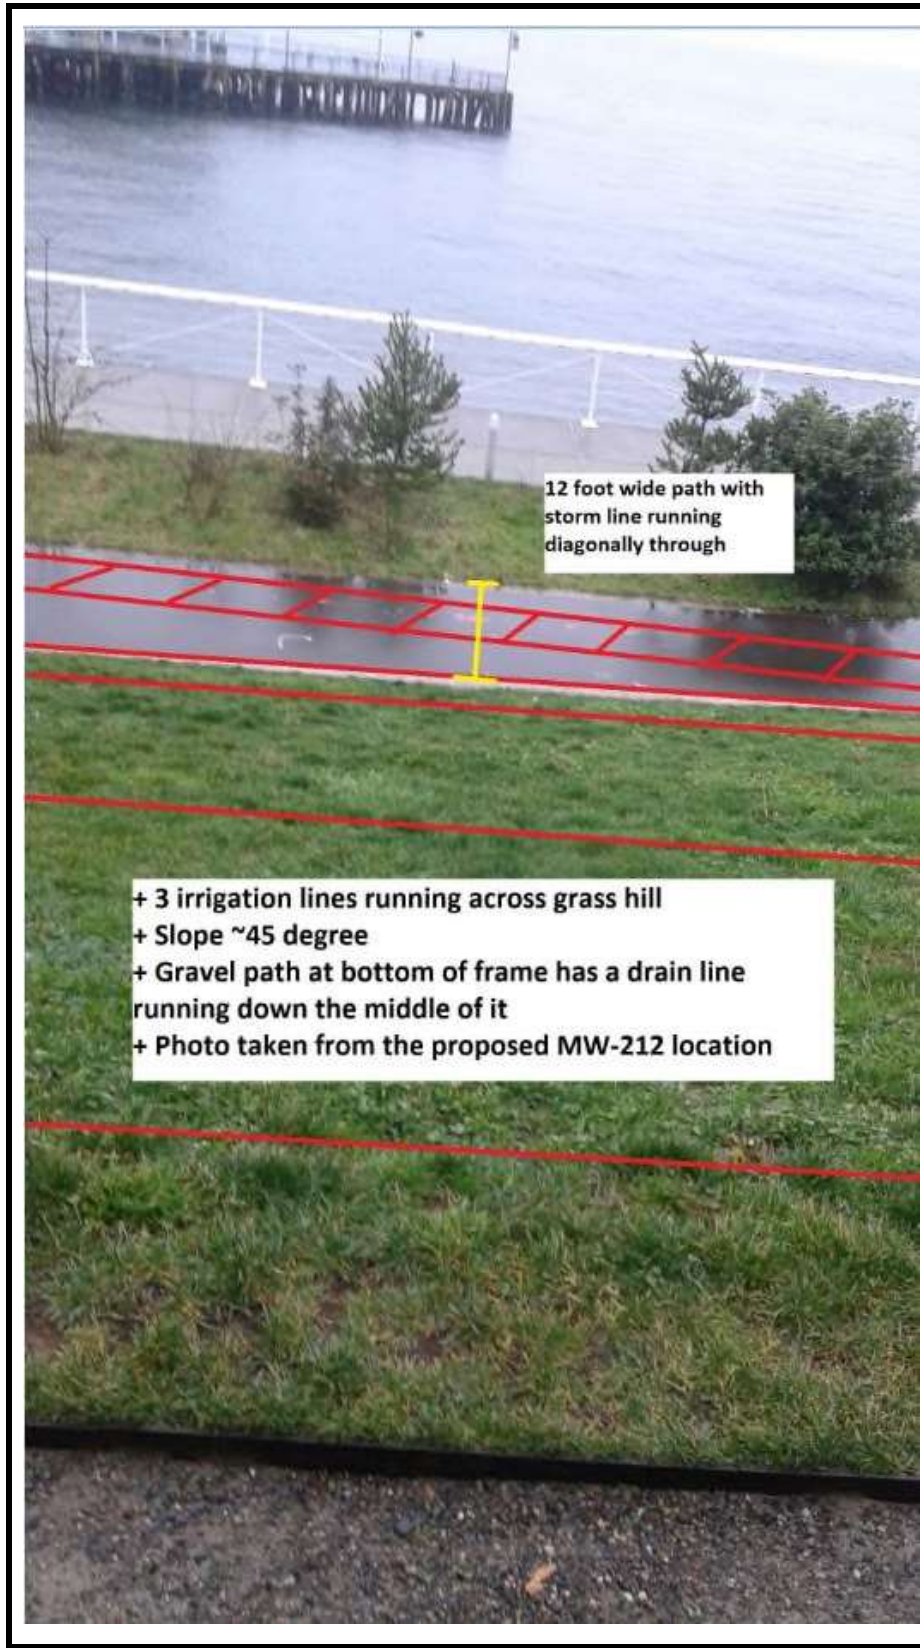 12 foot wide path with
storm line running
diagonally through
+ 3 irrigation lines running across grass hill
+ Slope ~45 degree
+ Gravel path at bottom of frame has a drain line
running down the middle of it
+ Photo taken from the proposed MW-212 location